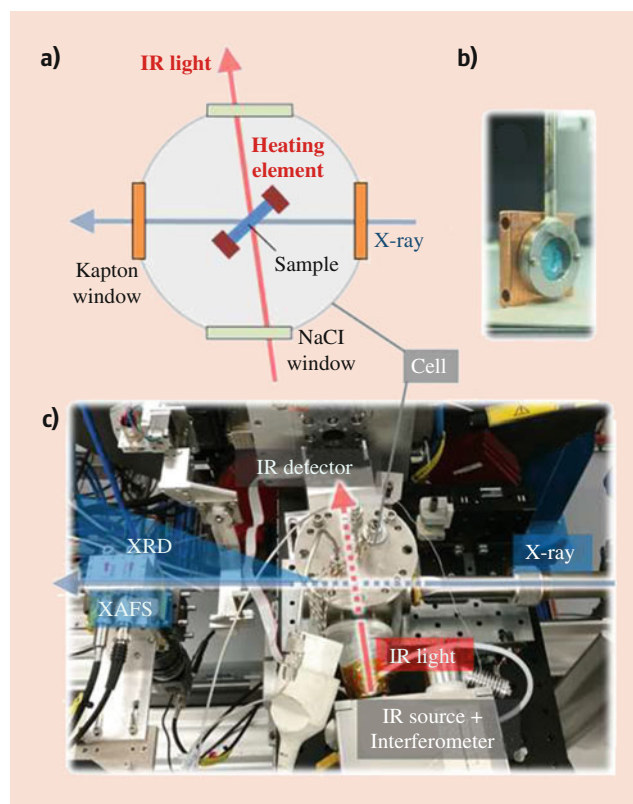 a)
IR light
b)
Heating
element
X-ray
Sample
Kapton
window
NaCI
window
Cell
c)
IR detector
XRD
X-ray
XAFS
IR light
IR source +
Interferometer